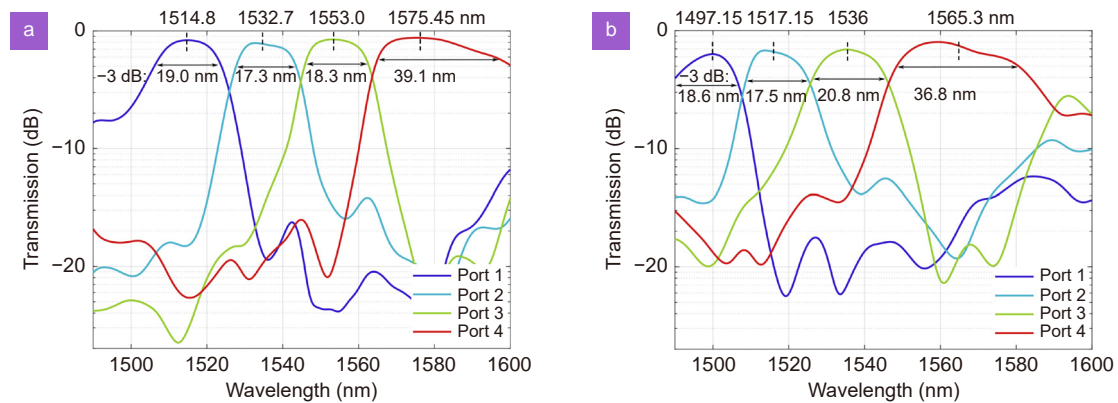 a
1514.8 1532.7 1553.0 1575.45 nm
0
−3 dB: 19.0 nm 17.3 nm 18.3 nm 39.1 nm
−10
−20
Transmission (dB)
Port 1
Port 2
Port 3
Port 4
1500 1520 1540 1560 1580 1600
Wavelength (nm)
b
1497.15 1517.15 1536 1565.3 nm
0
−3 dB:
18.6 nm 17.5 nm 20.8 nm 36.8 nm
−10
−20
Transmission (dB)
Port 1
Port 2
Port 3
Port 4
1500 1520 1540 1560 1580 1600
Wavelength (nm)